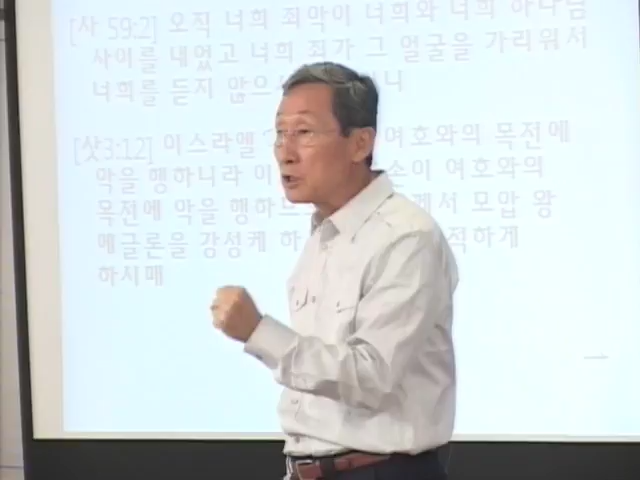 [사 59:2] 오직 너희 죄악이 너희와 너희 하나님
사이를 내었고 너희 죄가 그 얼굴을 가리워서
너희를 듣지 않으 니
[삿3:12] 이스라엘 여호와의 목전에
악을 행하니라 이 손이 여호와의
목전에 악을 행하 께서 모압 왕
에글론을 강성케 하 적하게
하시매